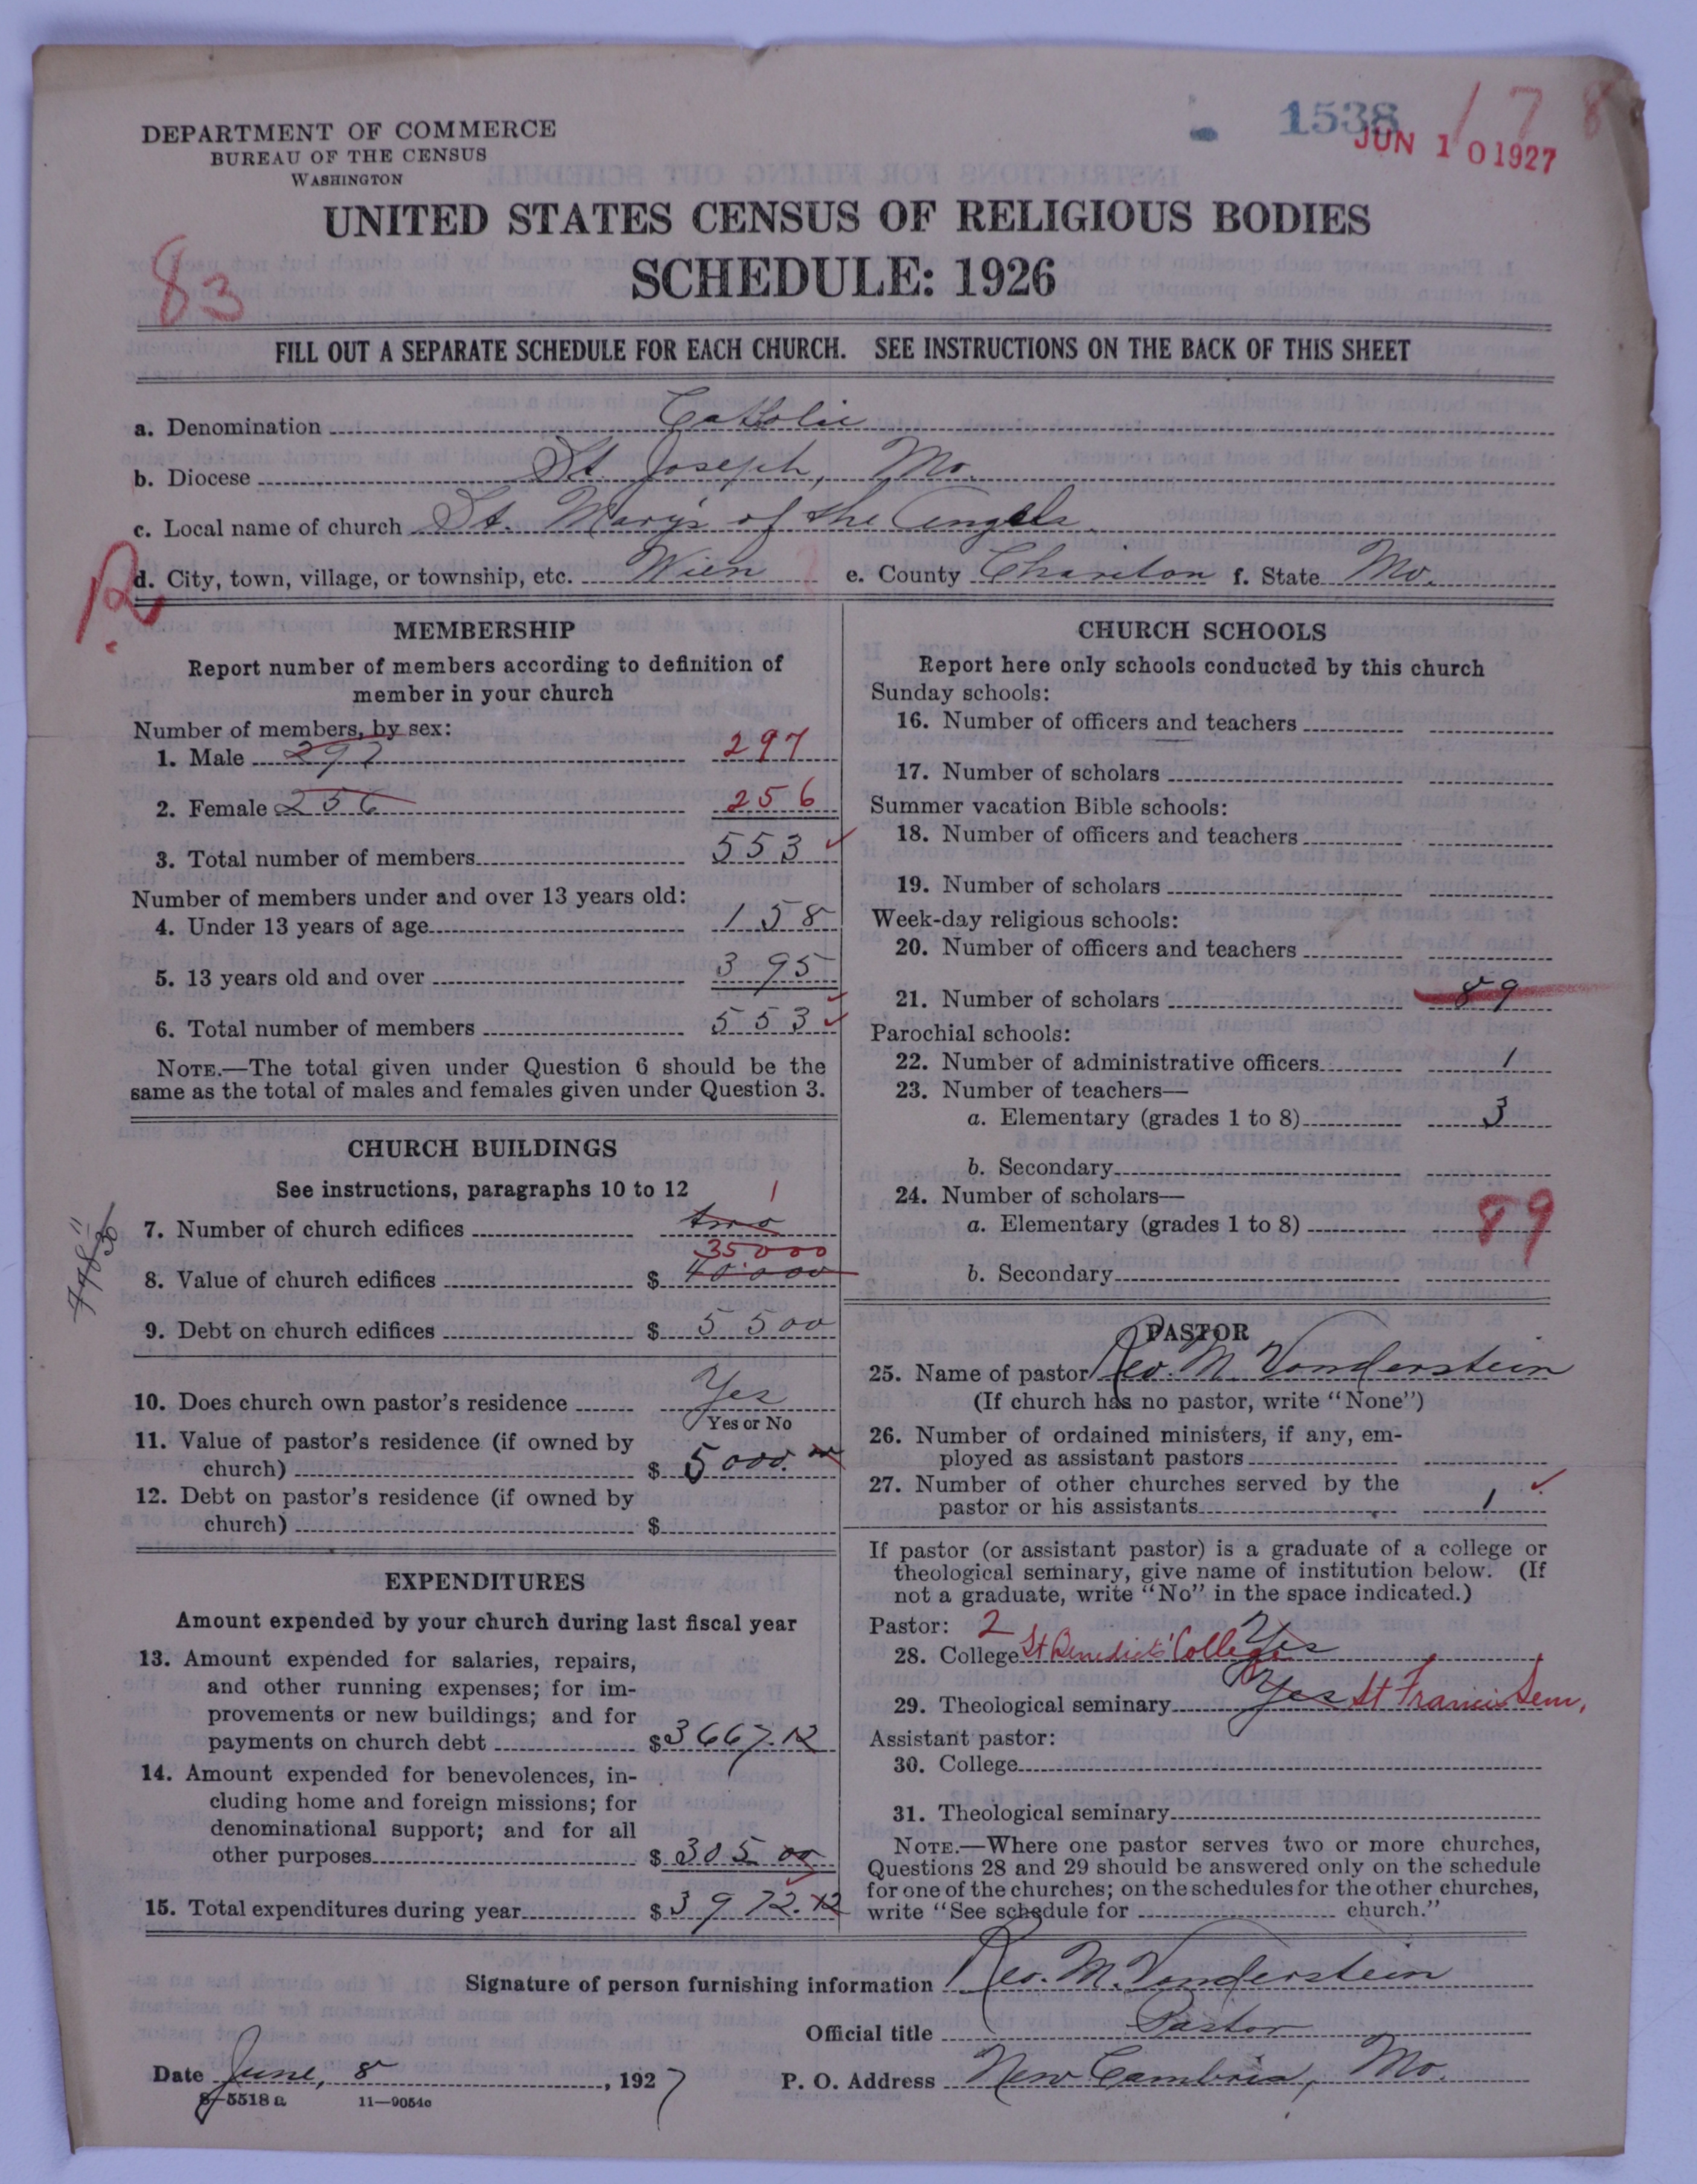 1538 178
JUN 10 1927
DEPARTMENT OF COMMERCE
BUREAU OF THE CENSUS
WASHINGTON
UNITED STATES CENSUS OF RELIGIOUS BODIES
83
SCHEDULE: 1926
FILL OUT A SEPARATE SCHEDULE FOR EACH CHURCH. SEE INSTRUCTIONS ON THE BACK OF THIS SHEET
a. Denomination Catholic
b. Diocese St. Joseph, Mo.
c. Local name of church St. Mary's of the Angels
R. d. City, town, village, or township, etc. Wien e. County Chariton f. State Mo.
MEMBERSHIP
Report number of members according to definition of
member in your church
Number of members, by sex:
1. Male 297 297
2. Female 256 256
3. Total number of members 553
Number of members under and over 13 years old:
4. Under 13 years of age 158
5. 13 years old and over 395
6. Total number of members 553
NOTE.—The total given under Question 6 should be the
same as the total of males and females given under Question 3.
CHURCH BUILDINGS
See instructions, paragraphs 10 to 12
1
7. Number of church edifices two
35000
8. Value of church edifices $ 40.000
9. Debt on church edifices $ 5500
10. Does church own pastor's residence Yes
Yes or No
11. Value of pastor's residence (if owned by
church) $ 5000.00
12. Debt on pastor's residence (if owned by
church) $
EXPENDITURES
Amount expended by your church during last fiscal year
13. Amount expended for salaries, repairs,
and other running expenses; for im-
provements or new buildings; and for
payments on church debt $3667.12
14. Amount expended for benevolences, in-
cluding home and foreign missions; for
denominational support; and for all
other purposes $ 305 00
15. Total expenditures during year $ 3972.12
CHURCH SCHOOLS
Report here only schools conducted by this church
Sunday schools:
16. Number of officers and teachers
17. Number of scholars
Summer vacation Bible schools:
18. Number of officers and teachers
19. Number of scholars
Week-day religious schools:
20. Number of officers and teachers
21. Number of scholars 89
Parochial schools:
22. Number of administrative officers 1
23. Number of teachers—
a. Elementary (grades 1 to 8) 3
b. Secondary
24. Number of scholars—
a. Elementary (grades 1 to 8) 89
b. Secondary
PASTOR
25. Name of pastor Rev. M. Vonderstein
(If church has no pastor, write "None")
26. Number of ordained ministers, if any, em-
ployed as assistant pastors
27. Number of other churches served by the
pastor or his assistants 1
If pastor (or assistant pastor) is a graduate of a college or
theological seminary, give name of institution below. (If
not a graduate, write "No" in the space indicated.)
Pastor: 2
28. College St Benedict's College Yes
29. Theological seminary Yes St Francis Sem.
Assistant pastor:
30. College
31. Theological seminary
NOTE.—Where one pastor serves two or more churches,
Questions 28 and 29 should be answered only on the schedule
for one of the churches; on the schedules for the other churches,
write "See schedule for church."
Signature of person furnishing information Rev. M. Vonderstein
Official title Pastor
Date June, 8, 1927 P. O. Address New Cambria, Mo.
8-5518 a 11—9054c